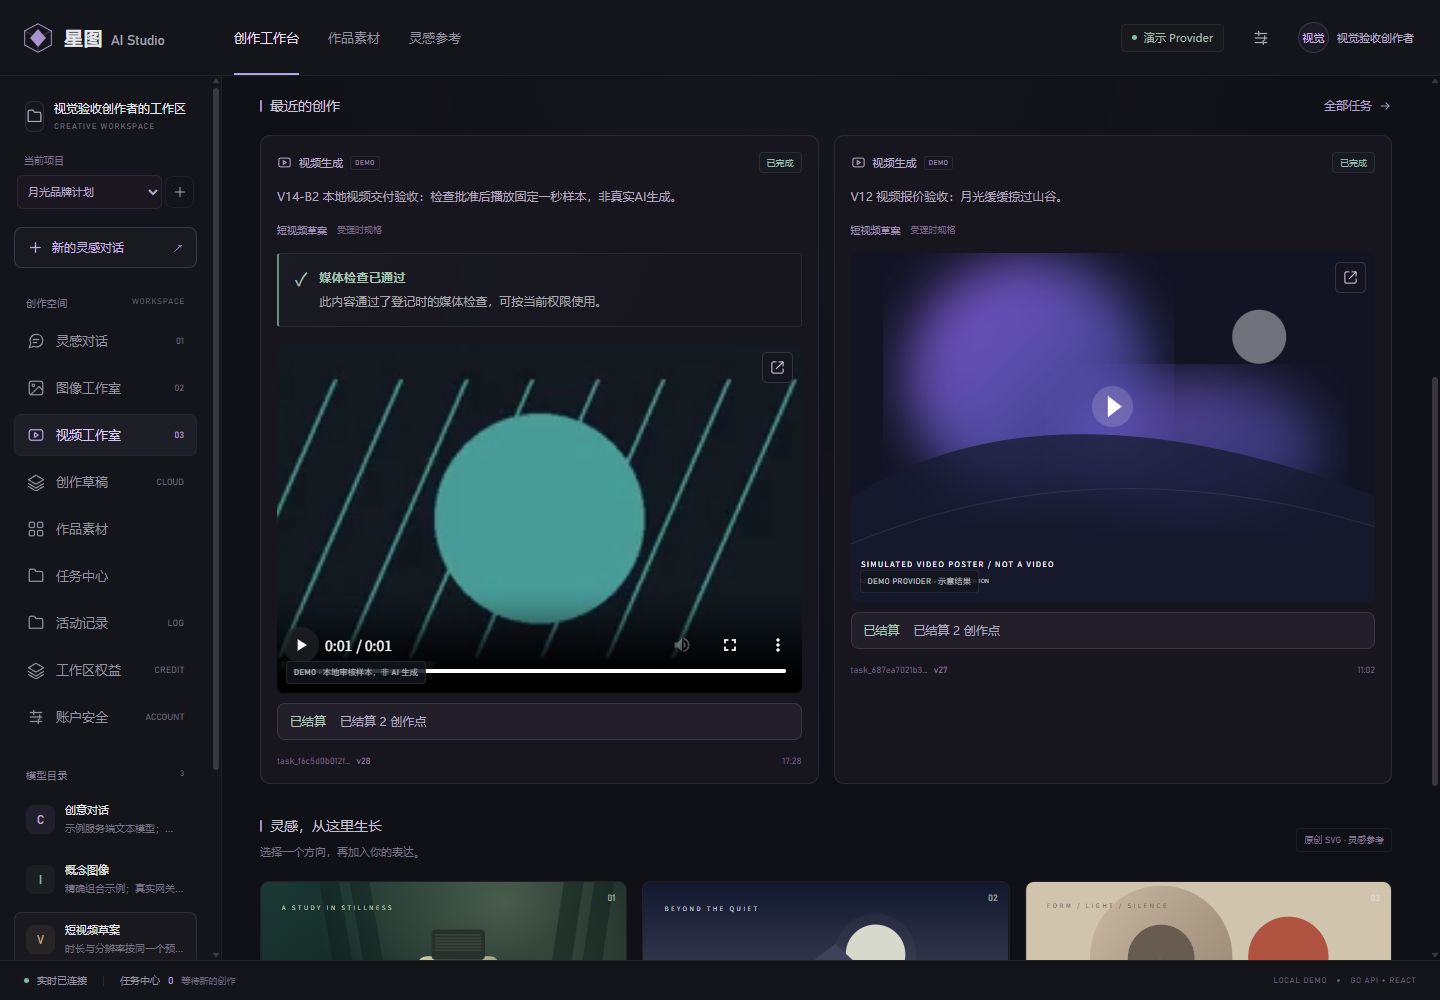 星图 AI Studio
创作工作台
作品素材
灵感参考
演示 Provider
视觉
视觉验收创作者
视觉验收创作者的工作区
CREATIVE WORKSPACE
当前项目
月光品牌计划
新的灵感对话
创作空间 WORKSPACE
灵感对话 01
图像工作室 02
视频工作室 03
创作草稿 CLOUD
作品素材
任务中心
活动记录 LOG
工作区权益 CREDIT
账户安全 ACCOUNT
模型目录 3
C 创意对话
示例服务端文本模型；...
I 概念图像
精确组合示例；真实网关...
V 短视频草案
时长与分辨率按同一个预...
最近的创作
全部任务 →
视频生成 DEMO 已完成
V14-B2 本地视频交付验收：检查批准后播放固定一秒样本，非真实AI生成。
短视频草案 受理时规格
媒体检查已通过
此内容通过了登记时的媒体检查，可按当前权限使用。
0:01 / 0:01
DEMO · 本地审核样本，非 AI 生成
已结算 已结算 2 创作点
task_f6c5d0b012f... v28 17:28
视频生成 DEMO 已完成
V12 视频报价验收：月光缓缓掠过山谷。
短视频草案 受理时规格
SIMULATED VIDEO POSTER / NOT A VIDEO
DEMO PROVIDER · 示意结果
已结算 已结算 2 创作点
task_687ea7021b3... v27 11:02
灵感，从这里生长
选择一个方向，再加入你的表达。
原创 SVG · 灵感参考
A STUDY IN STILLNESS 01
BEYOND THE QUIET 02
FORM / LIGHT / SILENCE 03
实时已连接
任务中心 0 等待新的创作
LOCAL DEMO • GO API + REACT